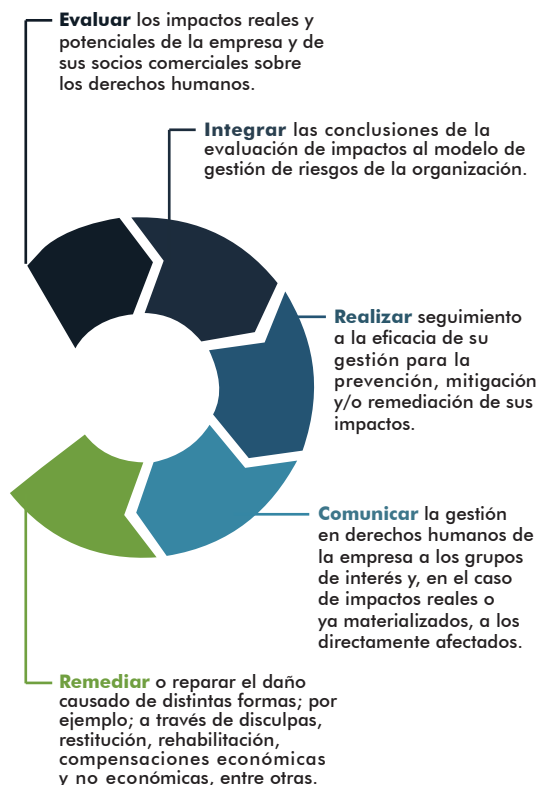 Evaluar los impactos reales y
potenciales de la empresa y de
sus socios comerciales sobre
los derechos humanos.
Integrar las conclusiones de la
evaluación de impactos al modelo de
gestión de riesgos de la organización.
Realizar seguimiento
a la eficacia de su
gestión para la
prevención, mitigación
y/o remediación de sus
impactos.
Comunicar la gestión
en derechos humanos de
la empresa a los grupos
de interés y, en el caso
de impactos reales o
ya materializados, a los
directamente afectados.
Remediar o reparar el daño
causado de distintas formas; por
ejemplo; a través de disculpas,
restitución, rehabilitación,
compensaciones económicas
y no económicas, entre otras.